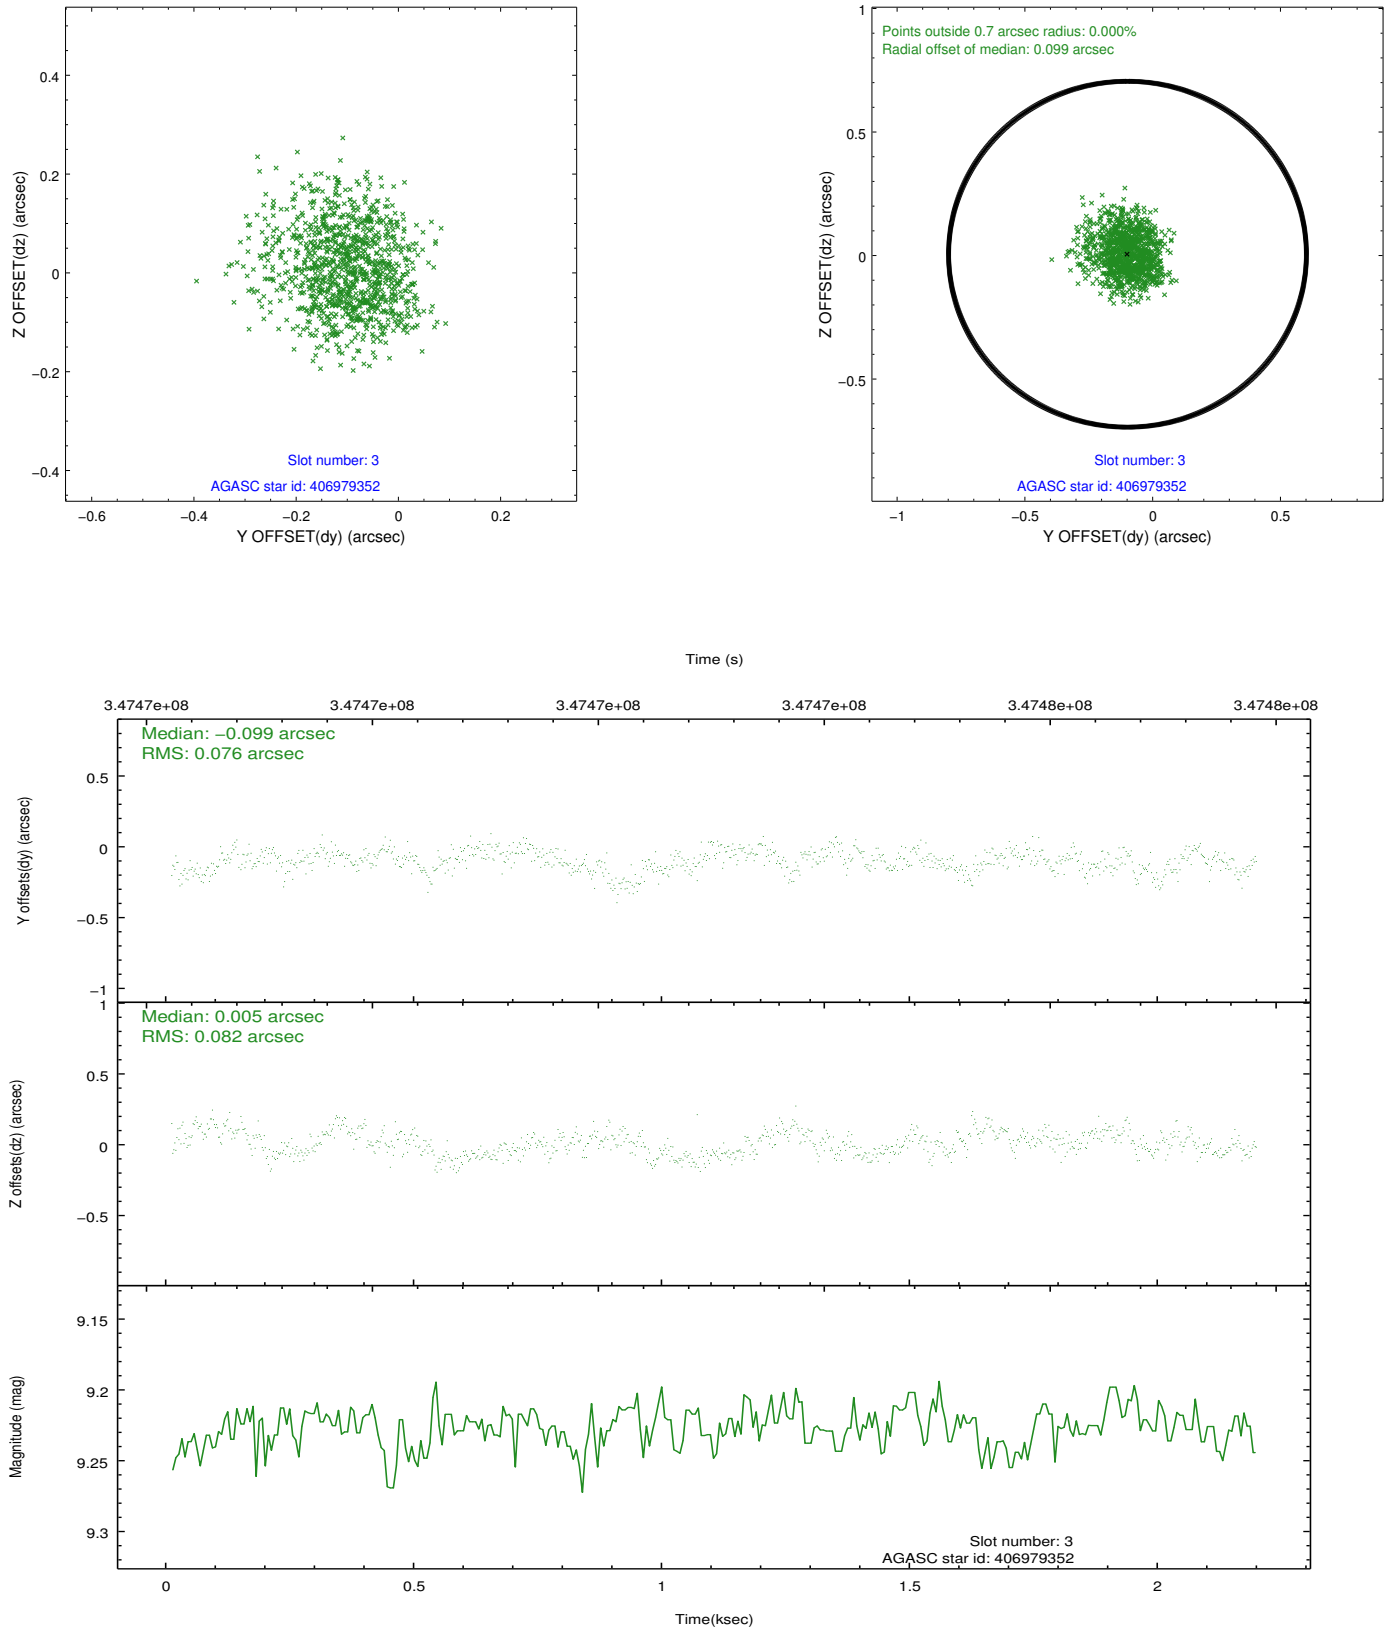 0.4
0.2
0
−0.2
−0.4
Z OFFSET(dz) (arcsec)
Slot number: 3
AGASC star id: 406979352
−0.6
−0.4
−0.2
0
0.2
Y OFFSET(dy) (arcsec)
Points outside 0.7 arcsec radius: 0.000%
Radial offset of median: 0.099 arcsec
1
0.5
0
−0.5
Z OFFSET(dz) (arcsec)
Slot number: 3
AGASC star id: 406979352
−1
−0.5
0
0.5
Y OFFSET(dy) (arcsec)
Time (s)
3.4747e+08
3.4747e+08
3.4747e+08
3.4747e+08
3.4748e+08
3.4748e+08
Median: −0.099 arcsec
RMS: 0.076 arcsec
0.5
0
−0.5
−1
Y offsets(dy) (arcsec)
Median: 0.005 arcsec
RMS: 0.082 arcsec
1
0.5
0
−0.5
Z offsets(dz) (arcsec)
9.15
9.2
9.25
9.3
Magnitude (mag)
Slot number: 3
AGASC star id: 406979352
0
0.5
1
1.5
2
Time(ksec)